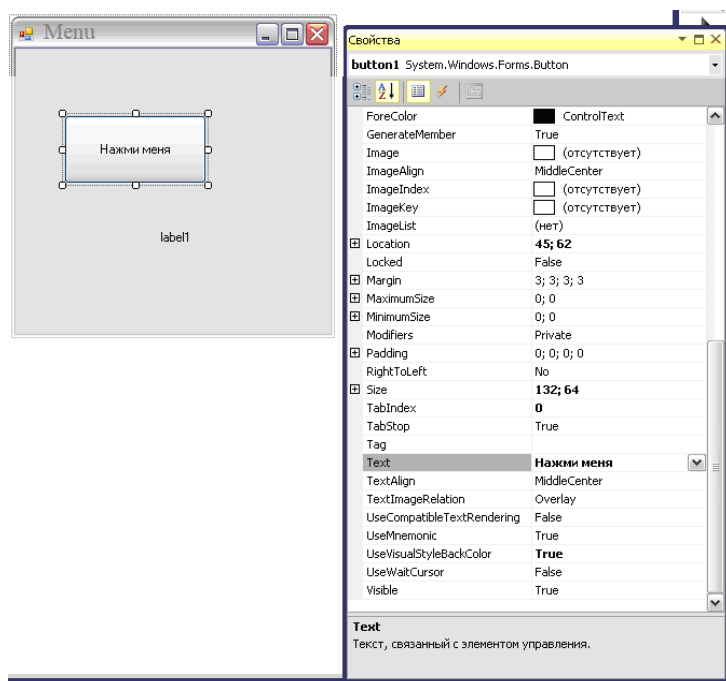 Menu
Нажми меня
label1
Свойства
button1 System.Windows.Forms.Button
ForeColor ControlText
GenerateMember True
Image (отсутствует)
ImageAlign MiddleCenter
ImageIndex (отсутствует)
ImageKey (отсутствует)
ImageList (нет)
Location 45; 62
Locked False
Margin 3; 3; 3; 3
MaximumSize 0; 0
MinimumSize 0; 0
Modifiers Private
Padding 0; 0; 0; 0
RightToLeft No
Size 132; 64
TabIndex 0
TabStop True
Tag
Text Нажми меня
TextAlign MiddleCenter
TextImageRelation Overlay
UseCompatibleTextRendering False
UseMnemonic True
UseVisualStyleBackColor True
UseWaitCursor False
Visible True
Text
Текст, связанный с элементом управления.